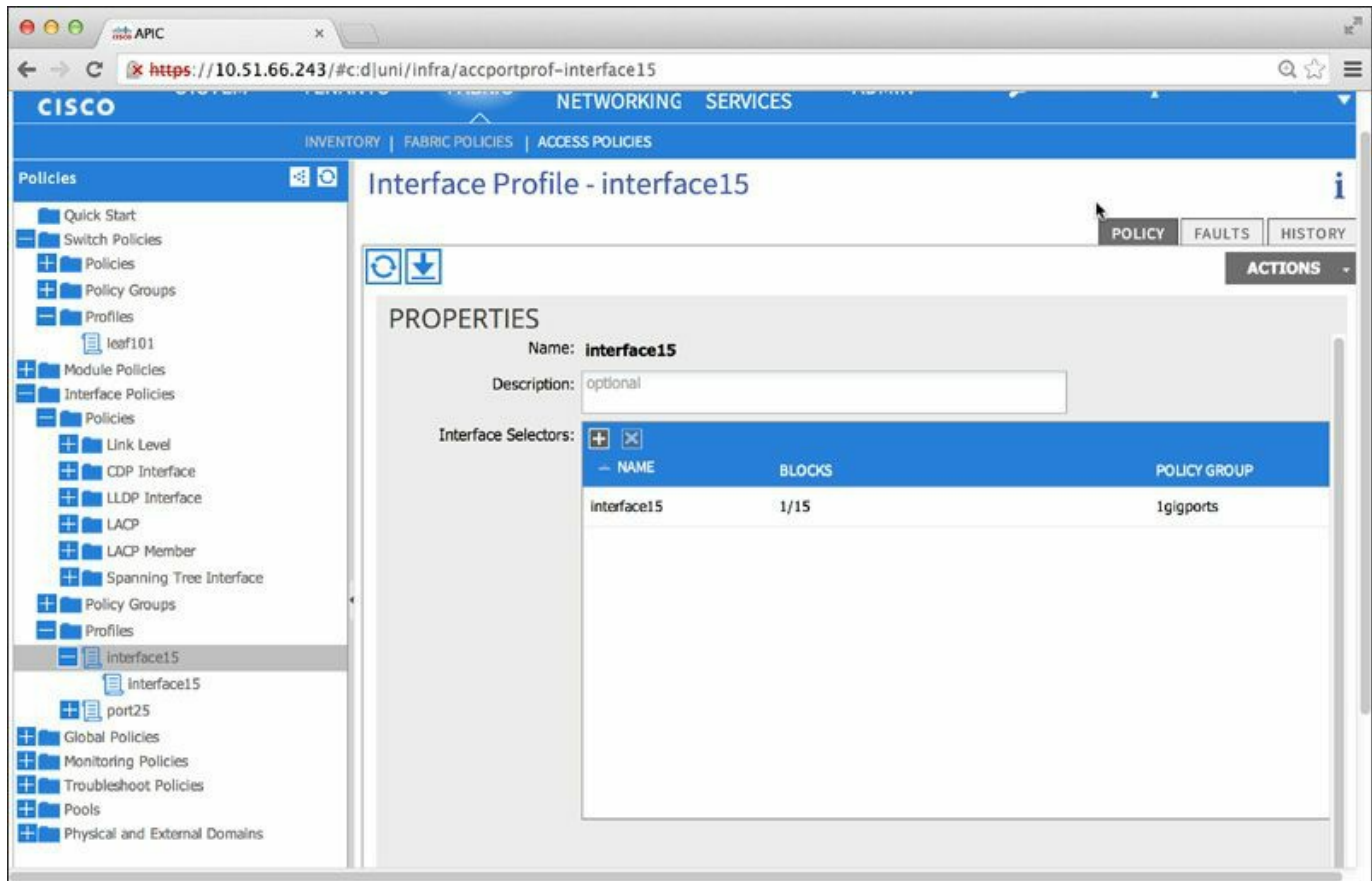 APIC
https://10.51.66.243/#c:d|uni/infra/accportprof-interface15
CISCO
SYSTEM TENANTS FABRIC NETWORKING SERVICES ADMIN
INVENTORY | FABRIC POLICIES | ACCESS POLICIES
Policies
Quick Start
Switch Policies
Policies
Policy Groups
Profiles
leaf101
Module Policies
Interface Policies
Policies
Link Level
CDP Interface
LLDP Interface
LACP
LACP Member
Spanning Tree Interface
Policy Groups
Profiles
interface15
interface15
port25
Global Policies
Monitoring Policies
Troubleshoot Policies
Pools
Physical and External Domains
Interface Profile - interface15
i
POLICY FAULTS HISTORY
ACTIONS
PROPERTIES
Name: interface15
Description: optional
Interface Selectors:
NAME BLOCKS POLICY GROUP
interface15 1/15 1gigports